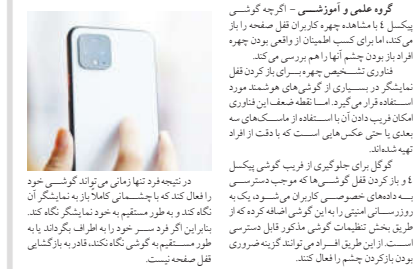 گروه علمی و آموزشی - اگرچه گوشی
پیکسل ٤ با مشاهده چهره کاربران قفل صفحه را باز
می‌کند، اما برای کسب اطمینان از واقعی بودن چهره
افراد باز بودن چشم آنها را هم بررسی می‌کند.
فناوری تشخیص چهره برای باز کردن قفل
نمایشگر در بسیاری از گوشی‌های هوشمند مورد
استفاده قرار می‌گیرد. اما نقطه ضعف این فناوری
امکان فریب دادن آن با استفاده از ماسک‌های سه
بعدی یا حتی عکس‌هایی است که با دقت از افراد
تهیه شده‌اند.
گوگل برای جلوگیری از فریب گوشی پیکسل
٤ و باز کردن قفل گوشی‌ها که موجب دسترسی
به داده‌های خصوصی کاربران می‌شود، یک به
روزرسانی امنیتی را به این گوشی اضافه کرده که از
طریق بخش تنظیمات گوشی مذکور قابل دسترسی
است. از این طریق افراد می‌توانند گزینه ضروری
بودن باز کردن چشم را فعال کنند.
در نتیجه فرد تنها زمانی می‌تواند گوشی خود
را فعال کند که با چشمانی کاملاً باز به نمایشگر آن
نگاه کند و به طور مستقیم به خود نمایشگر نگاه کند.
بنابراین اگر فرد سر خود را به اطراف بگرداند یا به
طور مستقیم به گوشی نگاه نکند، قادر به بازگشایی
قفل صفحه نیست.